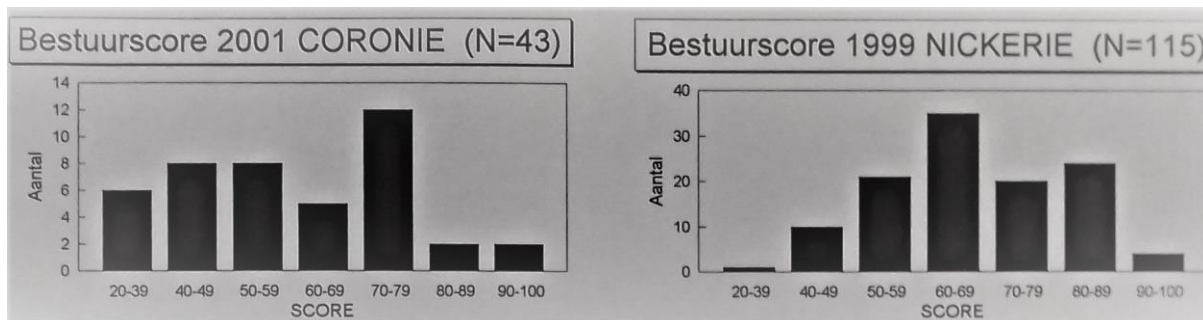 Bestuurscore 2001 CORONIE (N=43)
14
12
10
8
6
4
2
0
Aantal
20-39 40-49 50-59 60-69 70-79 80-89 90-100
SCORE
Bestuurscore 1999 NICKERIE (N=115)
40
30
20
10
0
Aantal
20-39 40-49 50-59 60-69 70-79 80-89 90-100
SCORE